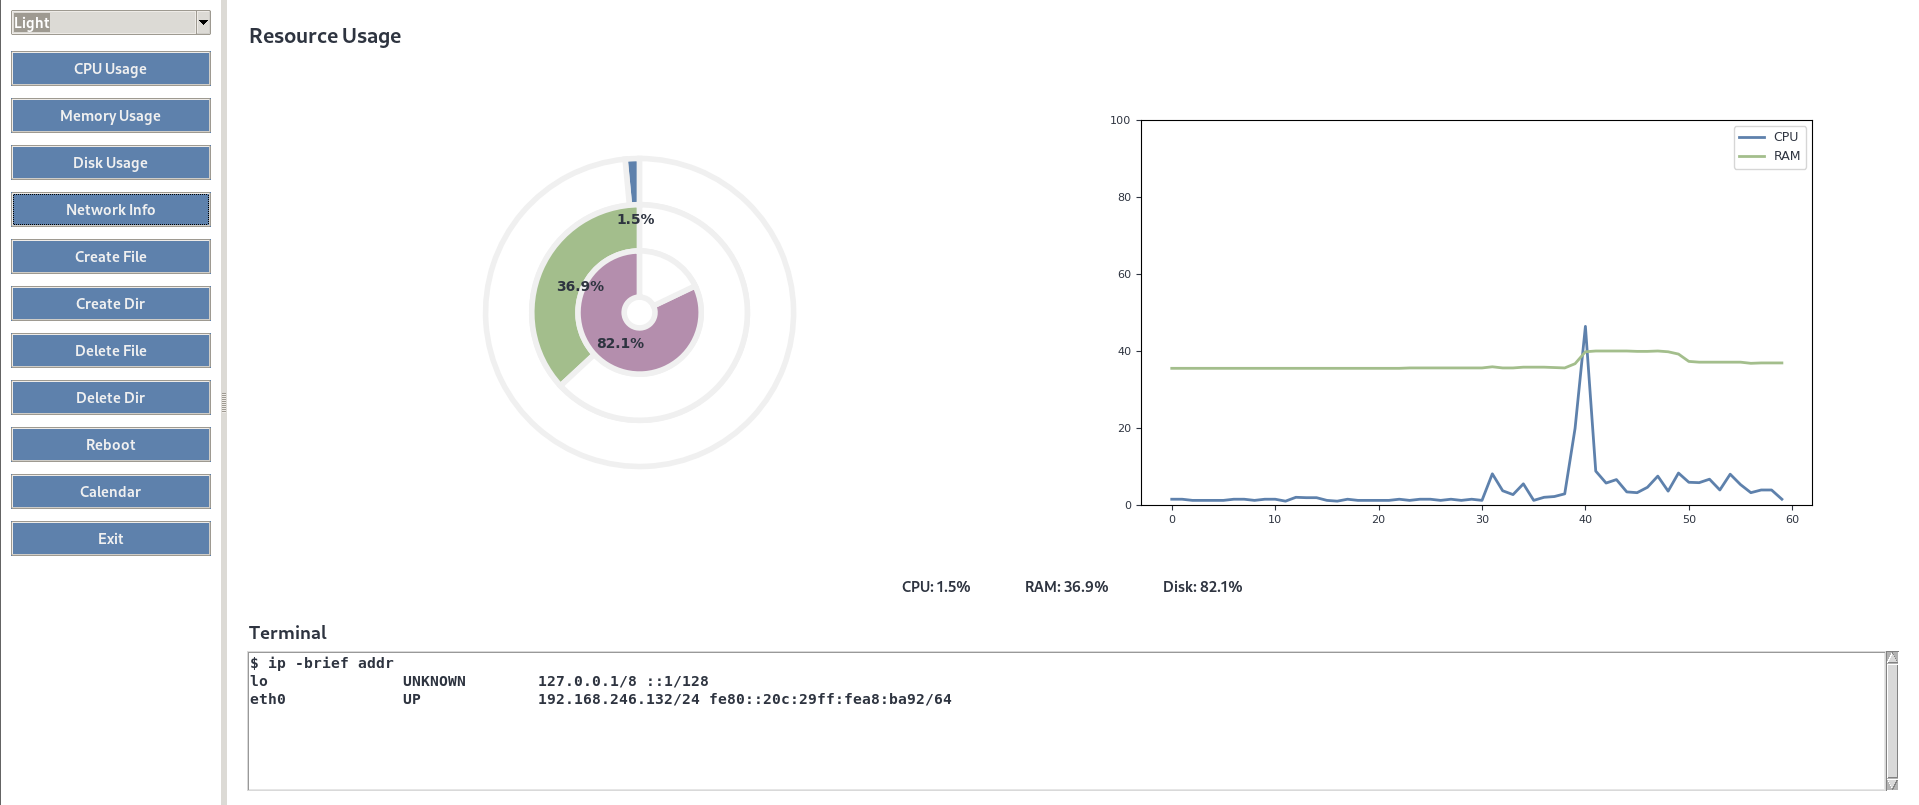 Light
CPU Usage
Memory Usage
Disk Usage
Network Info
Create File
Create Dir
Delete File
Delete Dir
Reboot
Calendar
Exit
Resource Usage
1.5%
36.9%
82.1%
100
80
60
40
20
0
0 10 20 30 40 50 60
CPU
RAM
CPU: 1.5% RAM: 36.9% Disk: 82.1%
Terminal
$ ip -brief addr
lo UNKNOWN 127.0.0.1/8 ::1/128
eth0 UP 192.168.246.132/24 fe80::20c:29ff:fea8:ba92/64